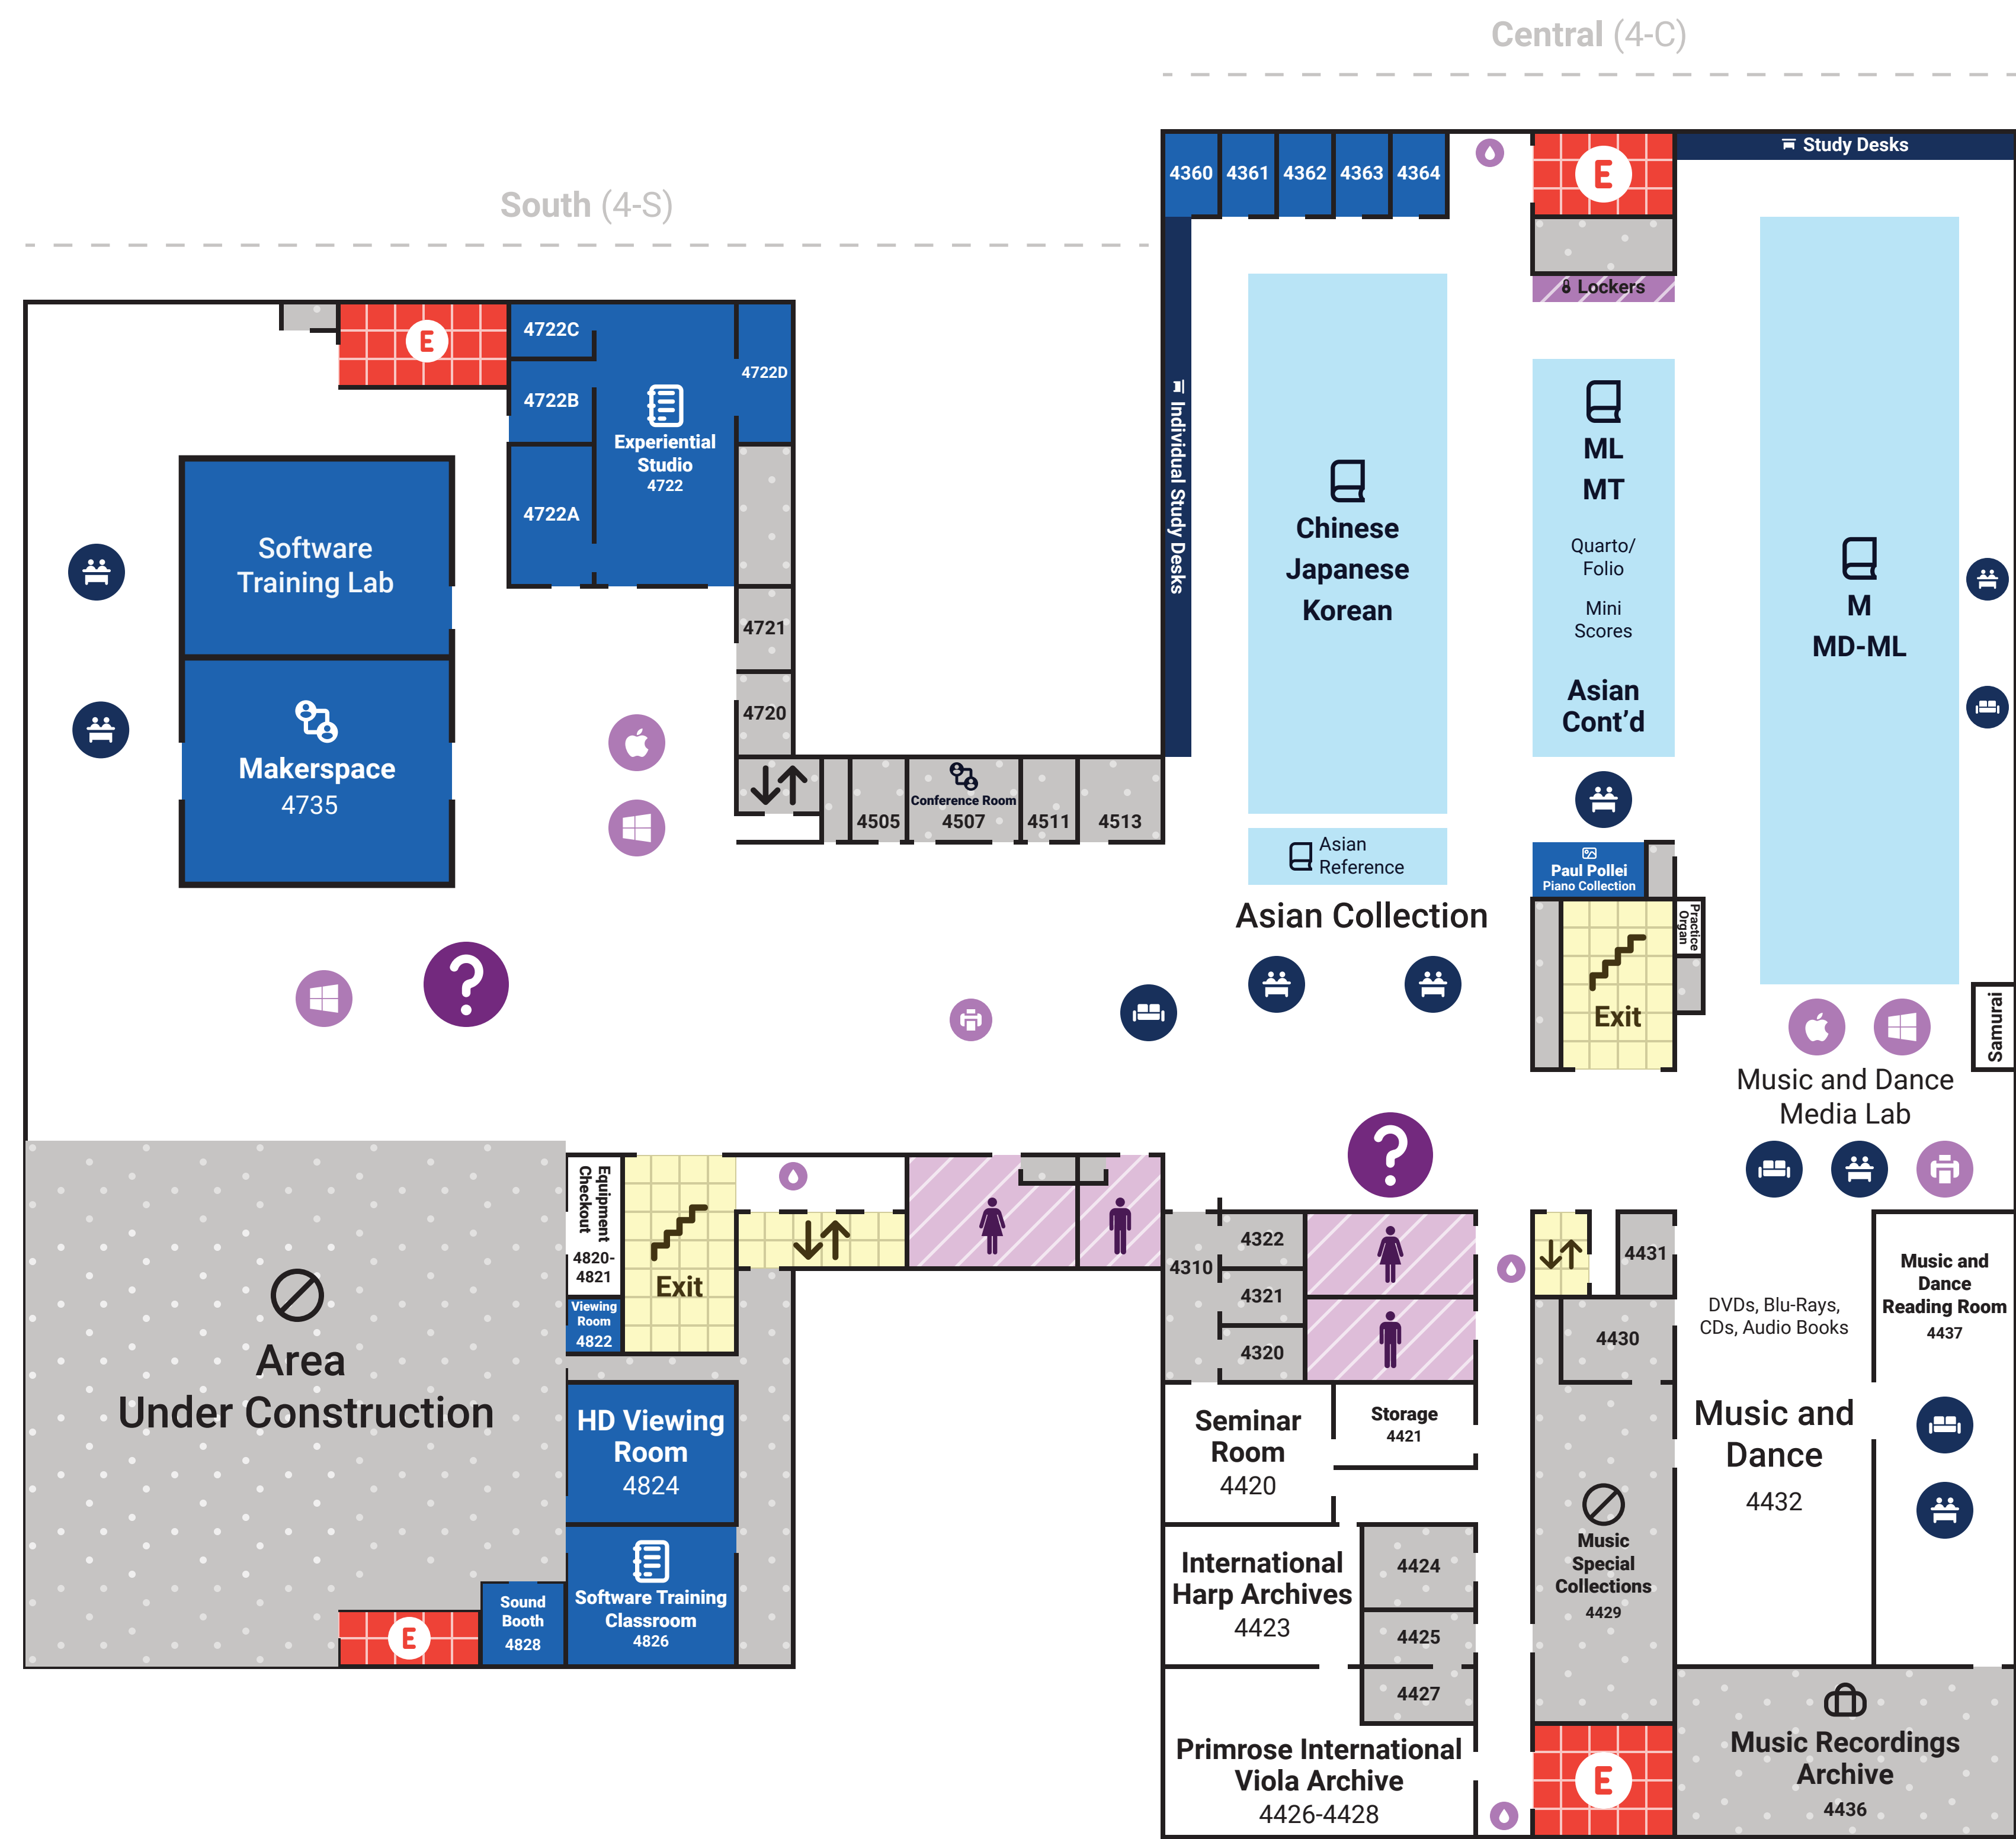 Central (4-C)
South (4-S)
4360
4361
4362
4363
4364
E
Study Desks
Lockers
E
4722C
4722B
4722A
4722D
Experiential
Studio
4722
Individual Study Desks
Chinese
Japanese
Korean
ML
MT
Quarto/
Folio
Mini
Scores
Asian
Cont’d
M
MD-ML
Software
Training Lab
Makerspace
4735
4721
4720
4505
Conference Room
4507
4511
4513
Asian
Reference
Asian Collection
Paul Pollei
Piano Collection
Practice
Organ
Exit
Samurai
?
Music and Dance
Media Lab
?
Area
Under Construction
Equipment
Checkout
4820-
4821
Viewing
Room
4822
Exit
HD Viewing
Room
4824
Software Training
Classroom
4826
Sound
Booth
4828
E
4310
4322
4321
4320
Seminar
Room
4420
Storage
4421
International
Harp Archives
4423
4424
4425
4427
Primrose International
Viola Archive
4426-4428
4431
4430
Music
Special
Collections
4429
E
DVDs, Blu-Rays,
CDs, Audio Books
Music and
Dance
4432
Music and
Dance
Reading Room
4437
Music Recordings
Archive
4436